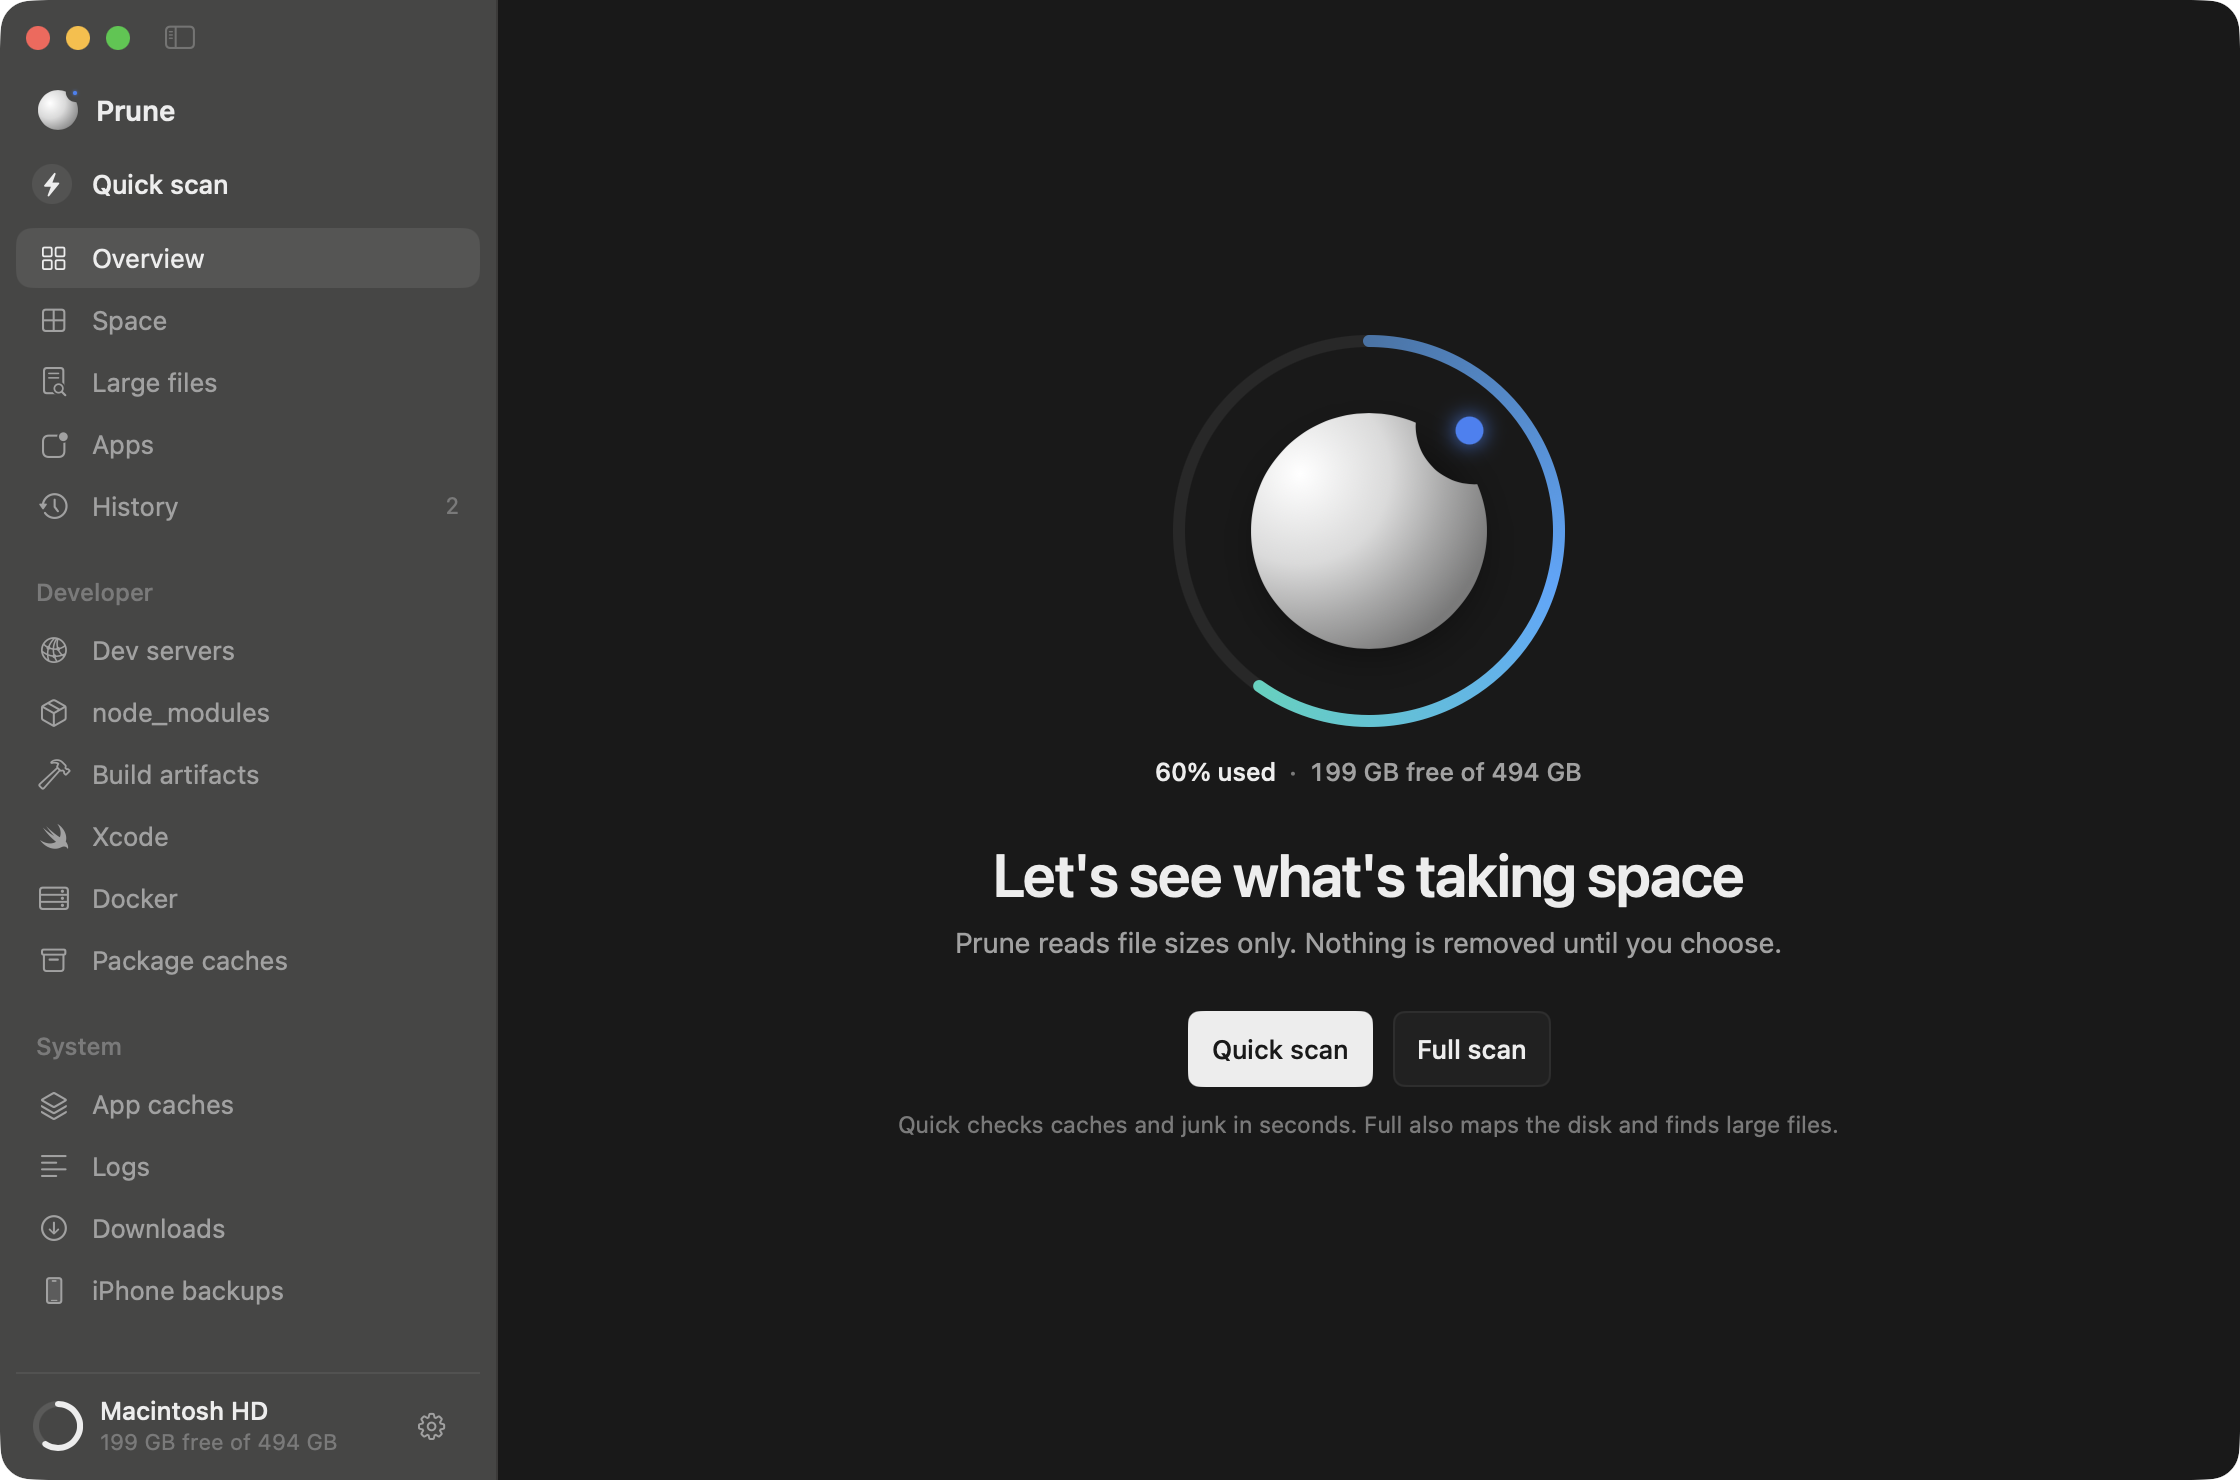 Prune
Quick scan
Overview
Space
Large files
Apps
History 2
Developer
Dev servers
node_modules
Build artifacts
Xcode
Docker
Package caches
System
App caches
Logs
Downloads
iPhone backups
Macintosh HD
199 GB free of 494 GB
60% used · 199 GB free of 494 GB
Let's see what's taking space
Prune reads file sizes only. Nothing is removed until you choose.
Quick scan Full scan
Quick checks caches and junk in seconds. Full also maps the disk and finds large files.